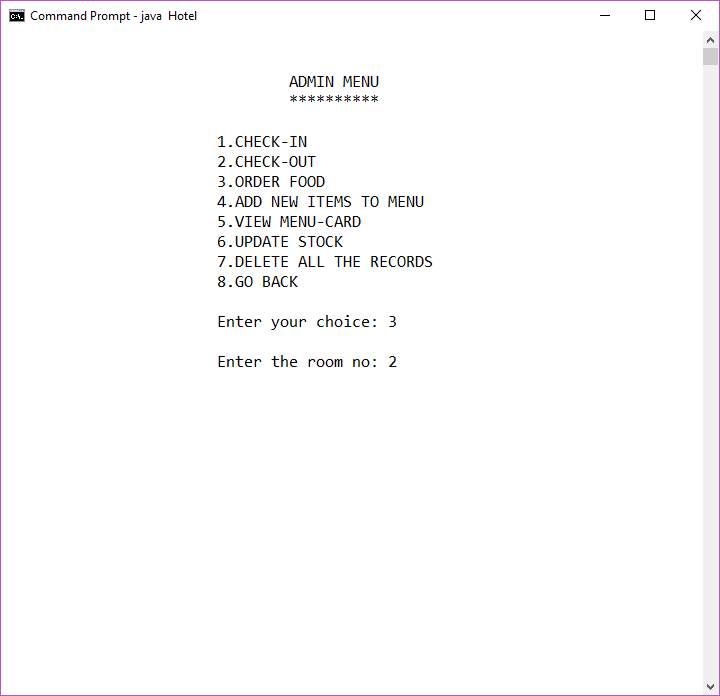 Command Prompt - java  Hotel
ADMIN MENU
**********
1.CHECK-IN
2.CHECK-OUT
3.ORDER FOOD
4.ADD NEW ITEMS TO MENU
5.VIEW MENU-CARD
6.UPDATE STOCK
7.DELETE ALL THE RECORDS
8.GO BACK
Enter your choice: 3
Enter the room no: 2